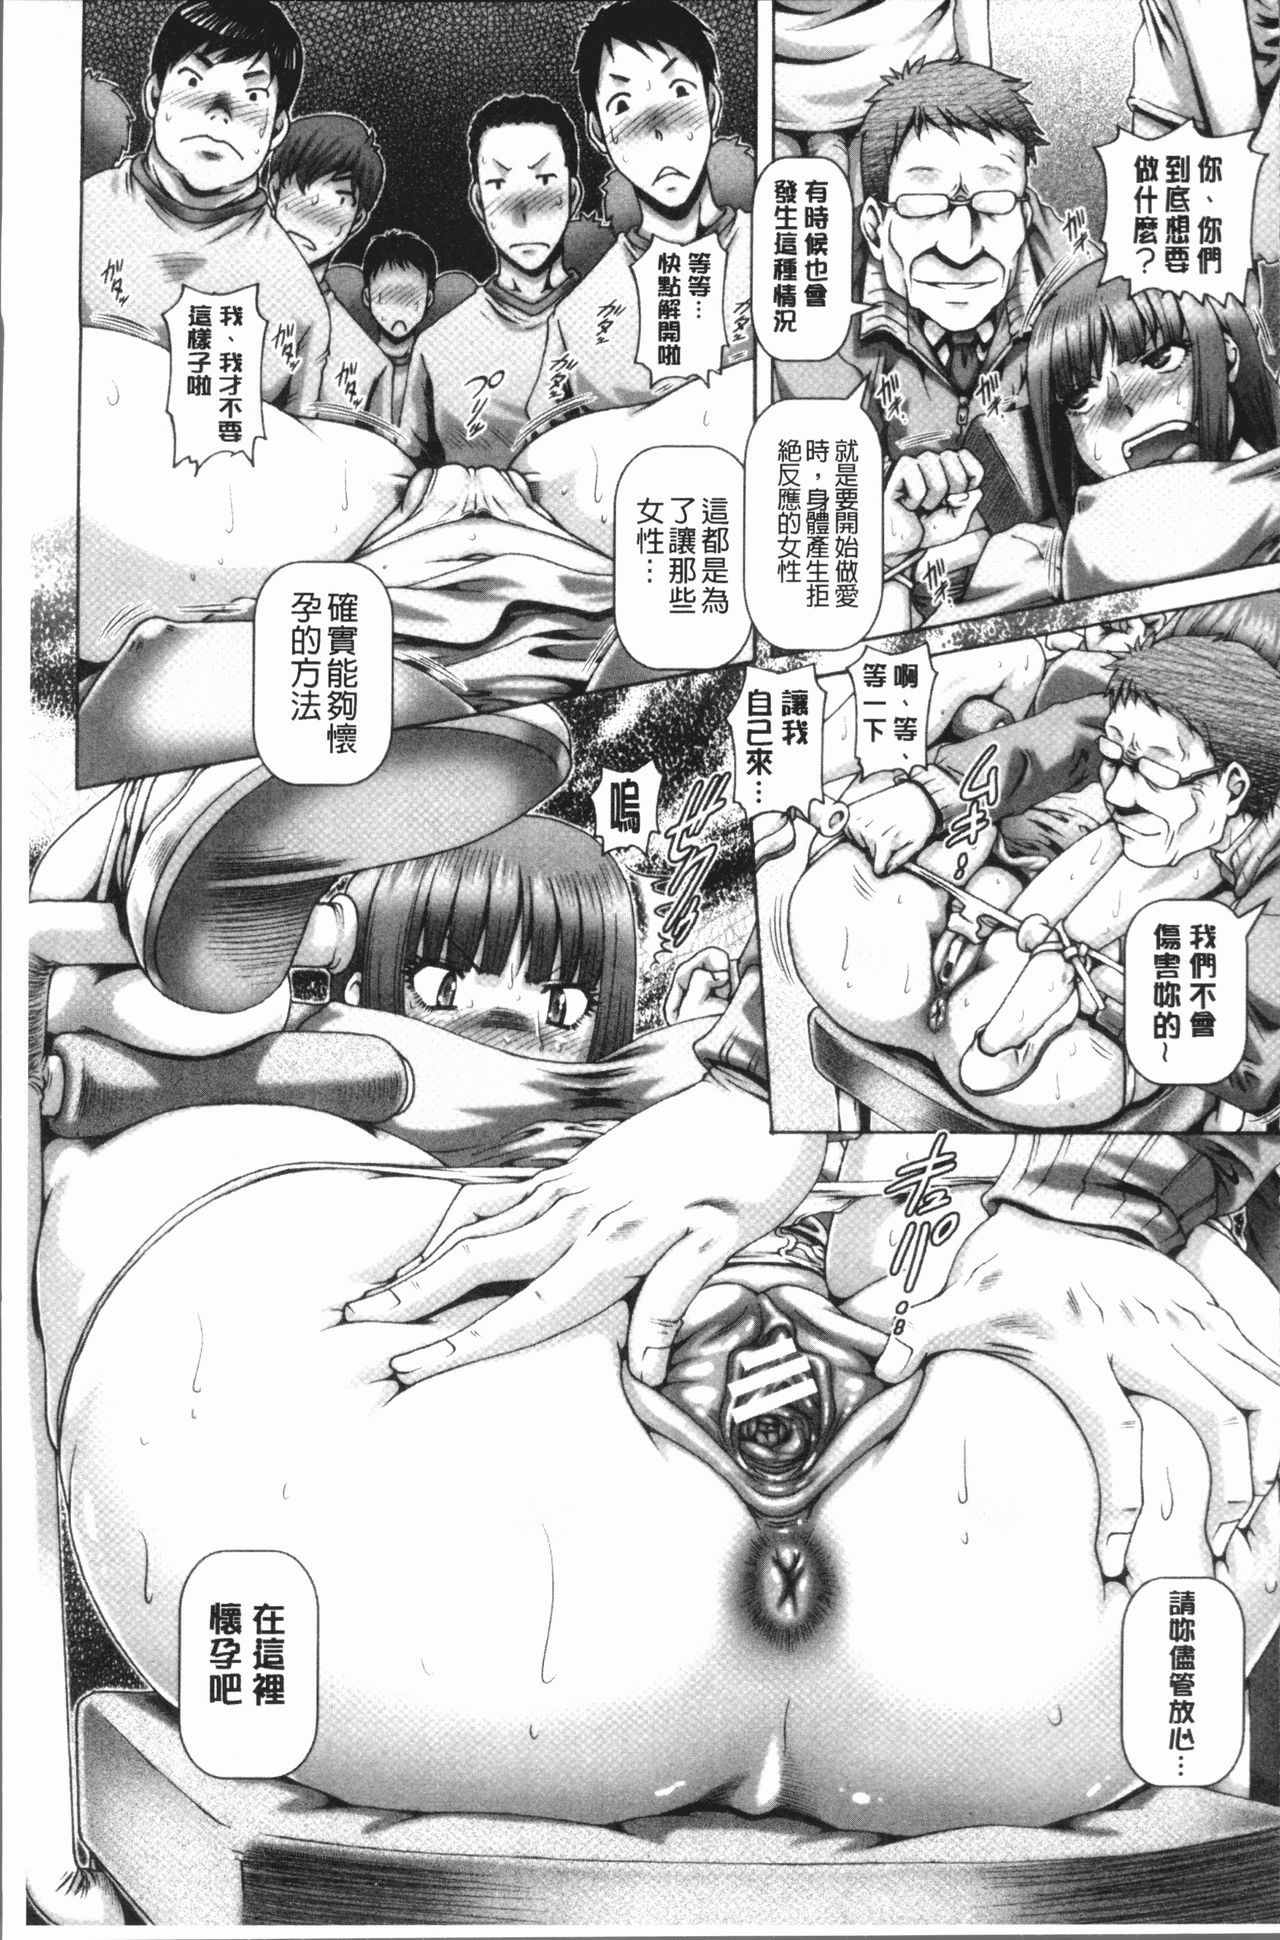 你、你們
到底想要
做什麼？
有時候也會
發生這種情況
就是要開始做愛
時，身體產生拒
絕反應的女性
等等…
快點解開啦
我、我才不要
這樣子啦
這都是為
了讓那些
女性…
確實能夠懷
孕的方法
啊、等、
等一下
讓我
自己來…
我們不會
傷害妳的～
嗚
請妳儘管放心…
在這裡
懷孕吧